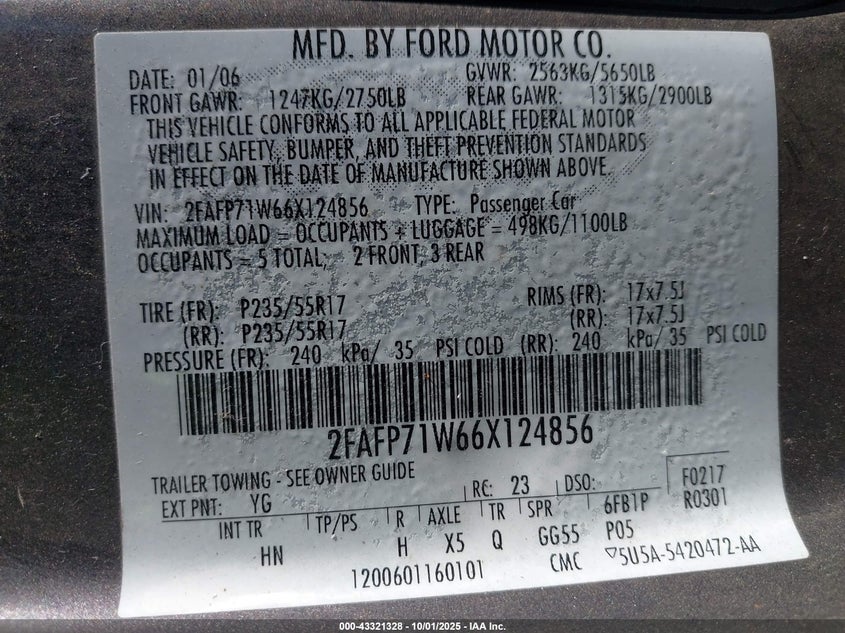 MFD. BY FORD MOTOR CO.
DATE: 01/06 GVWR: 2563KG/5650LB
FRONT GAWR: 1247KG/2750LB REAR GAWR: 1315KG/2900LB
THIS VEHICLE CONFORMS TO ALL APPLICABLE FEDERAL MOTOR
VEHICLE SAFETY, BUMPER, AND THEFT PREVENTION STANDARDS
IN EFFECT ON THE DATE OF MANUFACTURE SHOWN ABOVE.
VIN: 2FAFP71W66X124856 TYPE: Passenger Car
MAXIMUM LOAD = OCCUPANTS + LUGGAGE = 498KG/1100LB
OCCUPANTS = 5 TOTAL; 2 FRONT, 3 REAR
TIRE (FR): P235/55R17 RIMS (FR): 17x7.5J
(RR): P235/55R17 (RR): 17x7.5J
PRESSURE (FR): 240 kPa/ 35 PSI COLD (RR): 240 kPa/ 35 PSI COLD
2FAFP71W66X124856
TRAILER TOWING - SEE OWNER GUIDE
EXT PNT: YG RC: 23 DSO: F0217
INT TR TP/PS R AXLE TR SPR 6FB1P R0301
HN H X5 Q GG55 P05
1200601160101 CMC ▽5U5A-5420472-AA
000-43321328 - 10/01/2025 - IAA Inc.